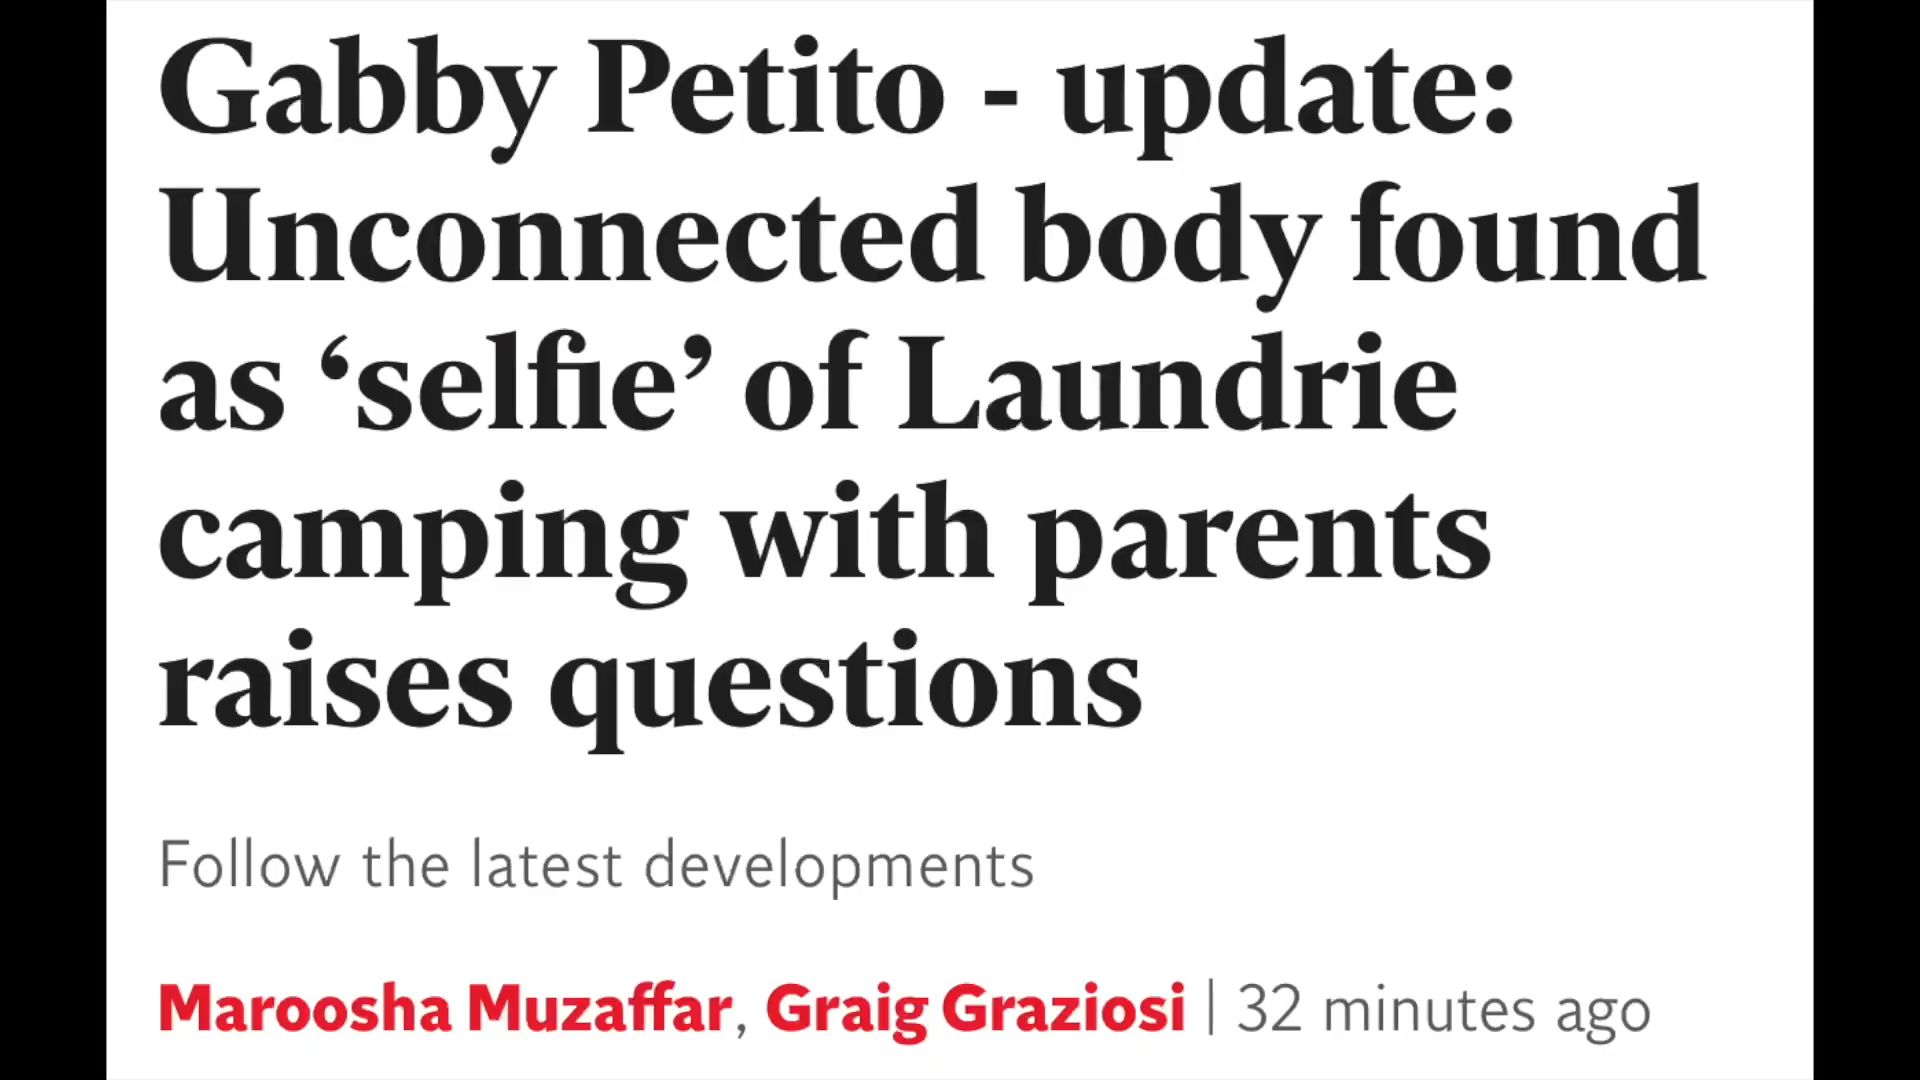 Gabby Petito - update:
Unconnected body found
as ‘selfie’ of Laundrie
camping with parents
raises questions
Follow the latest developments
Maroosha Muzaffar, Graig Graziosi | 32 minutes ago